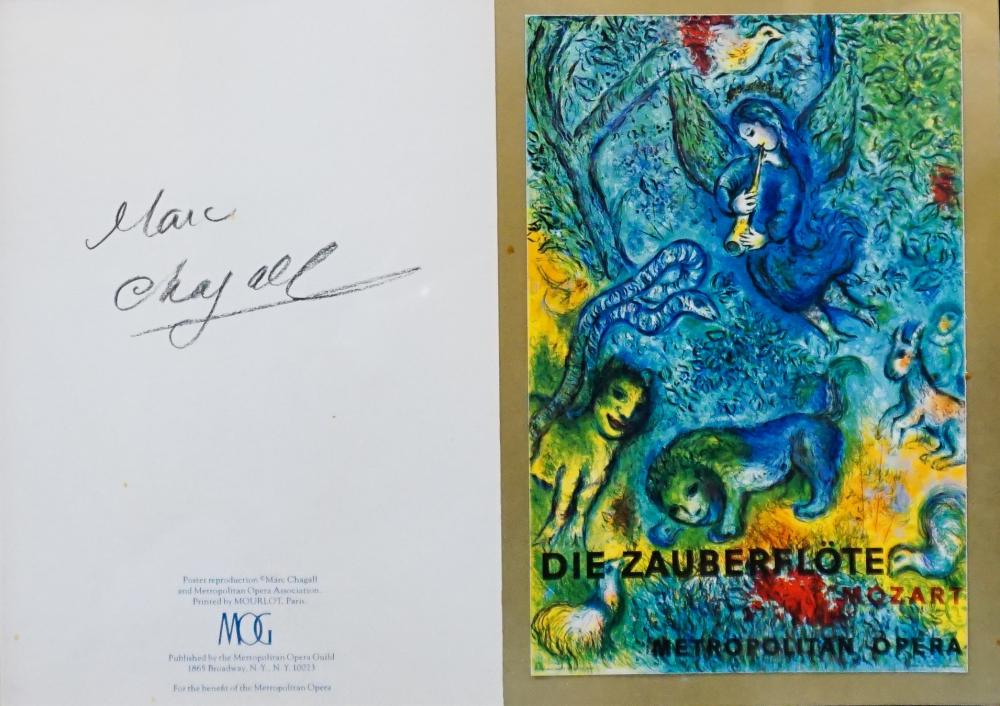 Marc
Chagall
Poster reproduction ©Marc Chagall
and Metropolitan Opera Association.
Printed by MOURLOT, Paris.
MOG
Published by the Metropolitan Opera Guild
1865 Broadway, N. Y., N. Y. 10023
For the benefit of the Metropolitan Opera
DIE ZAUBERFLÖTE
MOZART
METROPOLITAN OPERA